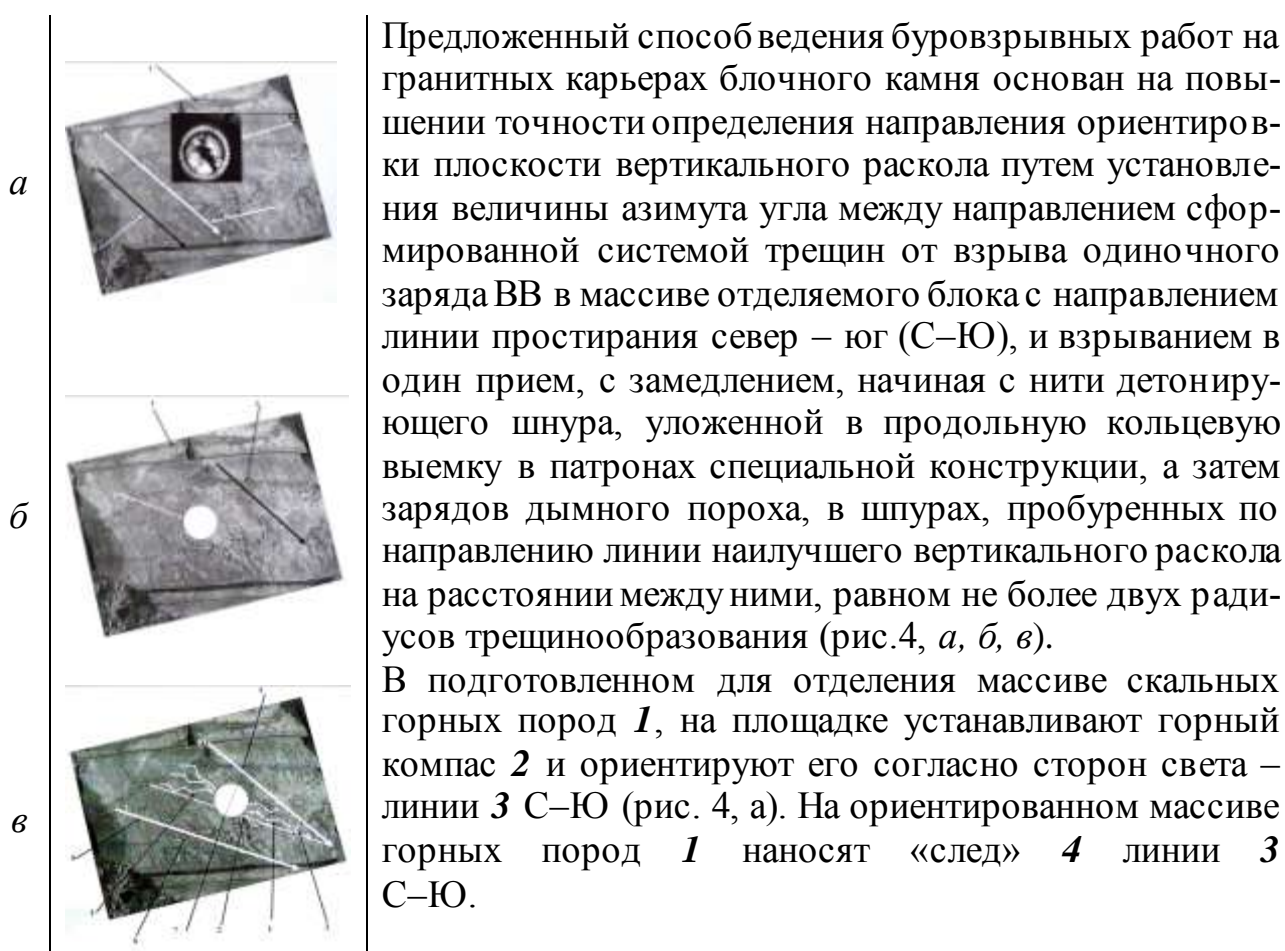 Предложенный способ ведения буровзрывных работ на
гранитных карьерах блочного камня основан на повы-
шении точности определения направления ориентиров-
ки плоскости вертикального раскола путем установле-
ния величины азимута угла между направлением сфор-
мированной системой трещин от взрыва одиночного
заряда ВВ в массиве отделяемого блока с направлением
линии простирания север – юг (С–Ю), и взрыванием в
один прием, с замедлением, начиная с нити детониру-
ющего шнура, уложенной в продольную кольцевую
выемку в патронах специальной конструкции, а затем
зарядов дымного пороха, в шпурах, пробуренных по
направлению линии наилучшего вертикального раскола
на расстоянии между ними, равном не более двух ради-
усов трещинообразования (рис.4, а, б, в).
В подготовленном для отделения массиве скальных
горных пород 1, на площадке устанавливают горный
компас 2 и ориентируют его согласно сторон света –
линии 3 С–Ю (рис. 4, а). На ориентированном массиве
горных пород 1 наносят «след» 4 линии 3
С–Ю.
а
б
в